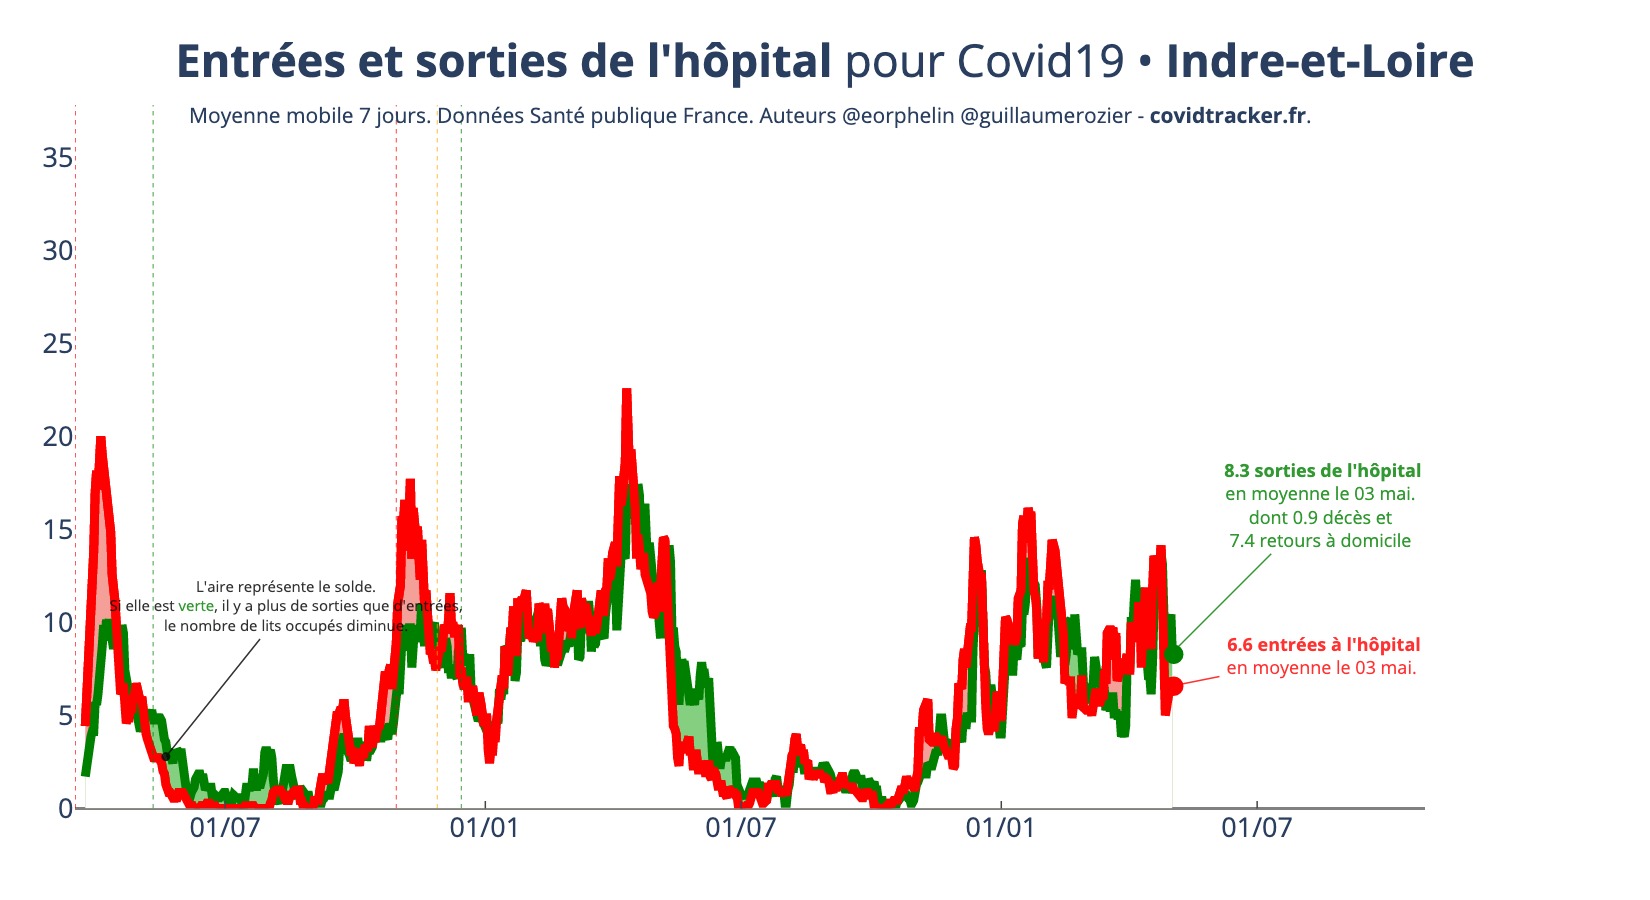 Entrées et sorties de l'hôpital pour Covid19 • Indre-et-Loire
Moyenne mobile 7 jours. Données Santé publique France. Auteurs @eorphelin @guillaumerozier - covidtracker.fr.
35
30
25
20
15
10
5
0
L'aire représente le solde.
Si elle est verte, il y a plus de sorties que d'entrées,
le nombre de lits occupés diminue.
8.3 sorties de l'hôpital
en moyenne le 03 mai.
dont 0.9 décès et
7.4 retours à domicile
6.6 entrées à l'hôpital
en moyenne le 03 mai.
01/07
01/01
01/07
01/01
01/07